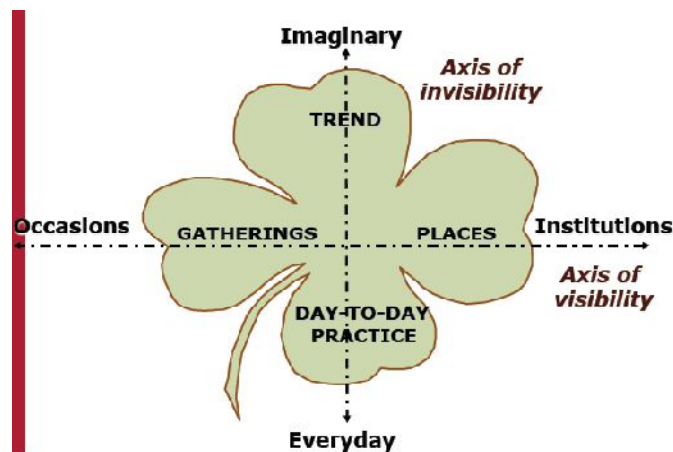 Imaginary
Axis of
invisibility
TREND
Occasions
GATHERINGS
PLACES
Institutions
Axis of
visibility
DAY-TO-DAY
PRACTICE
Everyday